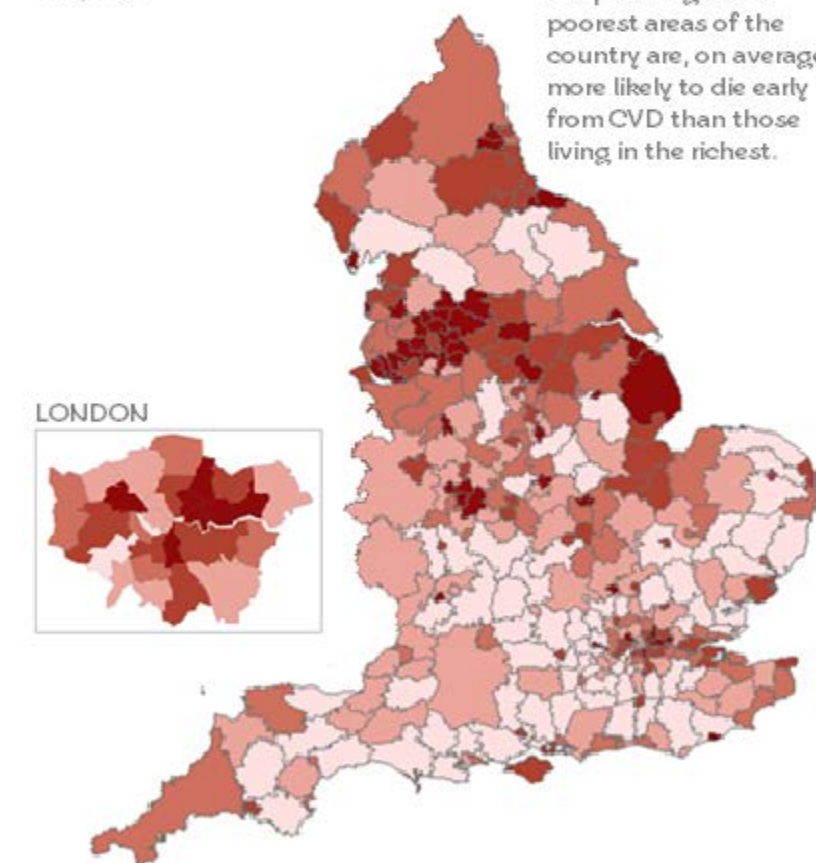 poorest areas of the
country are, on average
more likely to die early
from CVD than those
living in the richest.
LONDON